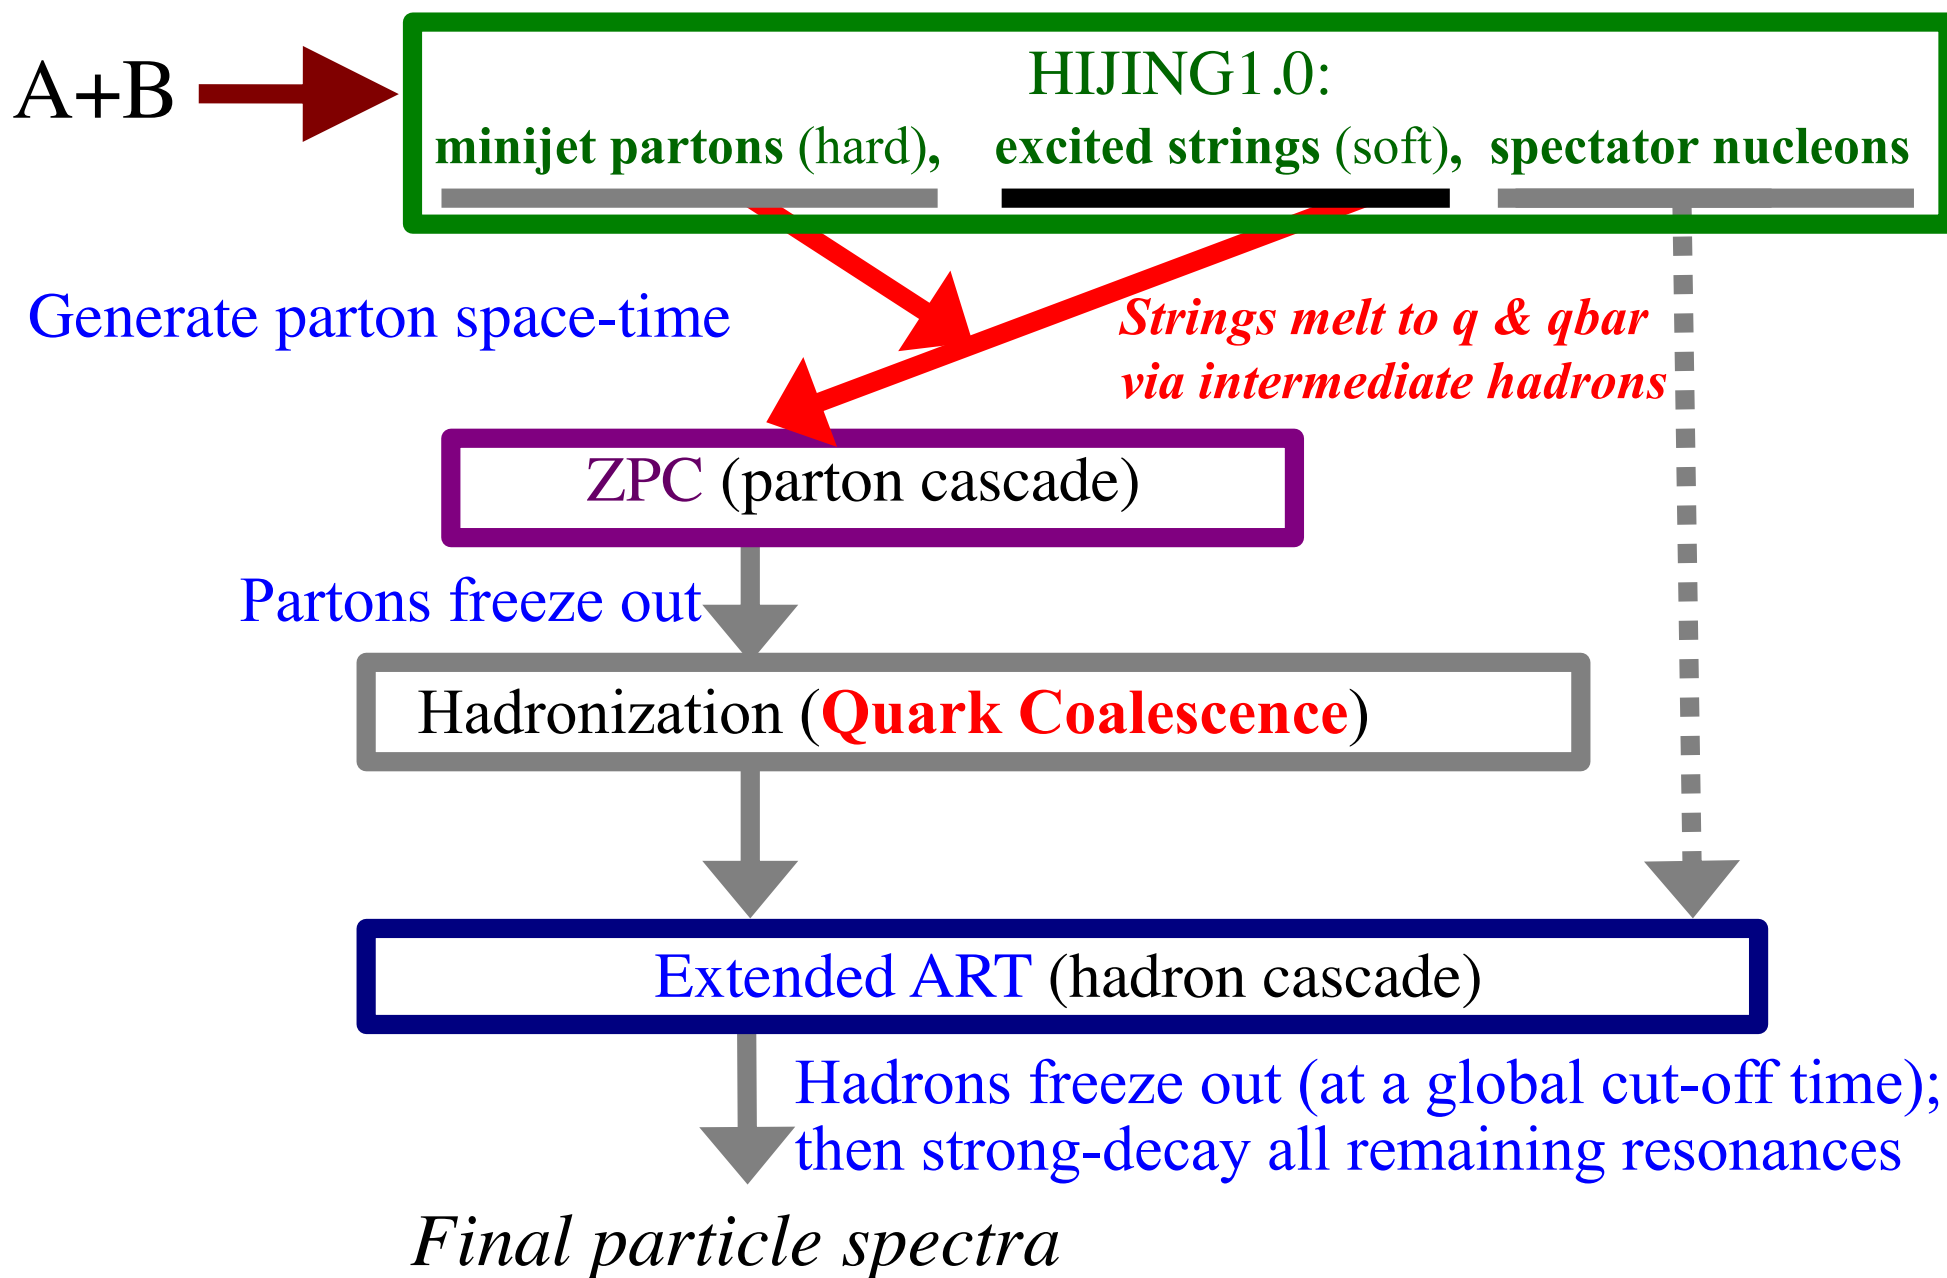 A+B
HIJING1.0:
minijet partons (hard), excited strings (soft), spectator nucleons
Generate parton space-time
Strings melt to q & qbar
via intermediate hadrons
ZPC (parton cascade)
Partons freeze out
Hadronization (Quark Coalescence)
Extended ART (hadron cascade)
Hadrons freeze out (at a global cut-off time);
then strong-decay all remaining resonances
Final particle spectra